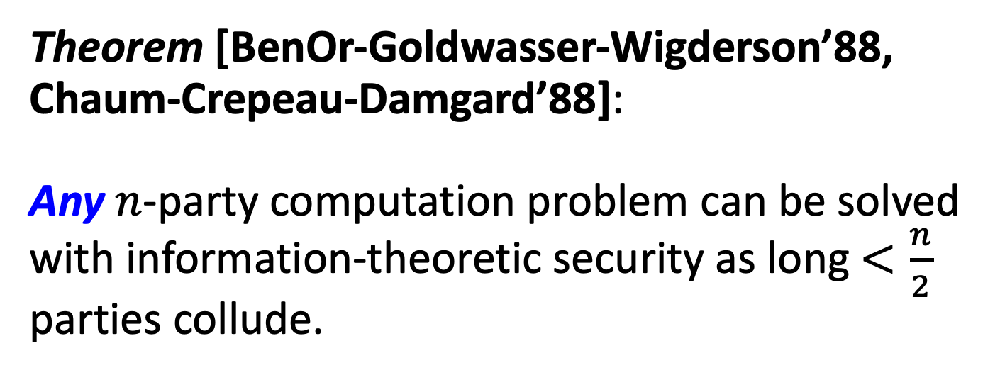 Theorem [BenOr-Goldwasser-Wigderson’88,
Chaum-Crepeau-Damgard’88]:
Any 𝑛-party computation problem can be solved
with information-theoretic security as long < 𝑛/2
parties collude.